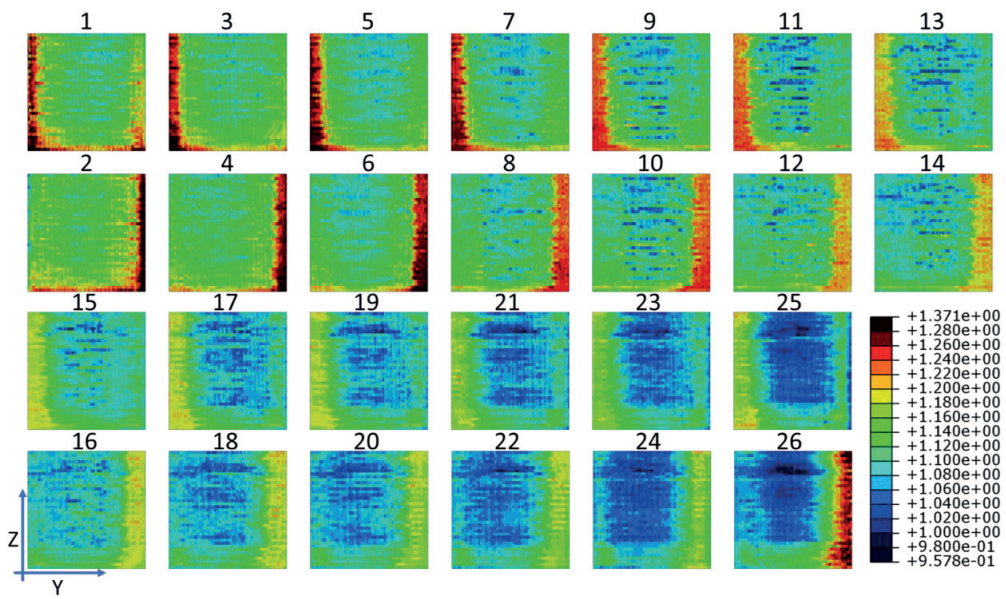 1 3 5 7 9 11 13
2 4 6 8 10 12 14
15 17 19 21 23 25
16 18 20 22 24 26
+1.371e+00
+1.280e+00
+1.260e+00
+1.240e+00
+1.220e+00
+1.200e+00
+1.180e+00
+1.160e+00
+1.140e+00
+1.120e+00
+1.100e+00
+1.080e+00
+1.060e+00
+1.040e+00
+1.020e+00
+1.000e+00
+9.800e-01
+9.578e-01
Z
Y